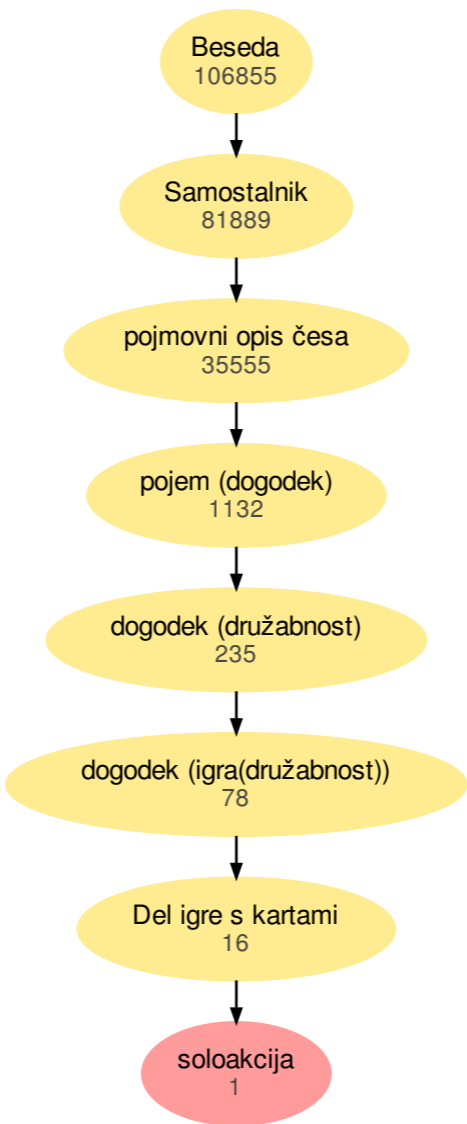 Beseda
106855
Samostalnik
81889
pojmovni opis česa
35555
pojem (dogodek)
1132
dogodek (družabnost)
235
dogodek (igra(družabnost))
78
Del igre s kartami
16
soloakcija
1